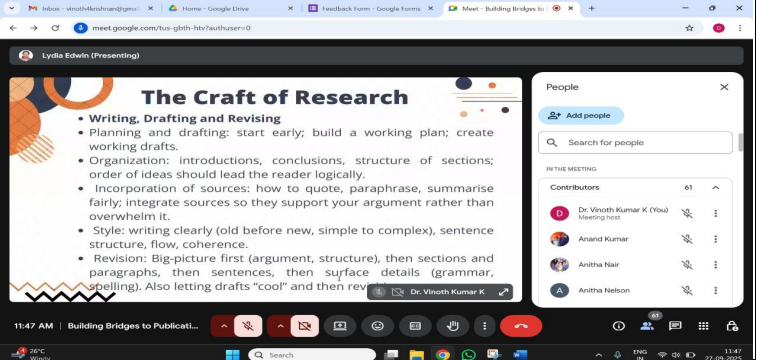 Inbox - vinoth4krishnan@gmai
Home - Google Drive
Feedback Form - Google Forms
Meet - Building Bridges to
meet.google.com/tus-gbth-htv?authuser=0
D
Lydia Edwin (Presenting)
The Craft of Research
• Writing, Drafting and Revising
• Planning and drafting: start early; build a working plan; create
working drafts.
• Organization: introductions, conclusions, structure of sections;
order of ideas should lead the reader logically.
• Incorporation of sources: how to quote, paraphrase, summarise
fairly; integrate sources so they support your argument rather than
overwhelm it.
• Style: writing clearly (old before new, simple to complex), sentence
structure, flow, coherence.
• Revision: Big-picture first (argument, structure), then sections and
paragraphs, then sentences, then surface details (grammar,
spelling). Also letting drafts "cool" and then
Dr. Vinoth Kumar K
People
Add people
Search for people
IN THE MEETING
Contributors 61
D Dr. Vinoth Kumar K (You)
Meeting host
Anand Kumar
Anitha Nair
A Anitha Nelson
11:47 AM | Building Bridges to Publicati...
61
26°C
Windy
Search
ENG
IN
11:47
27-09-2025